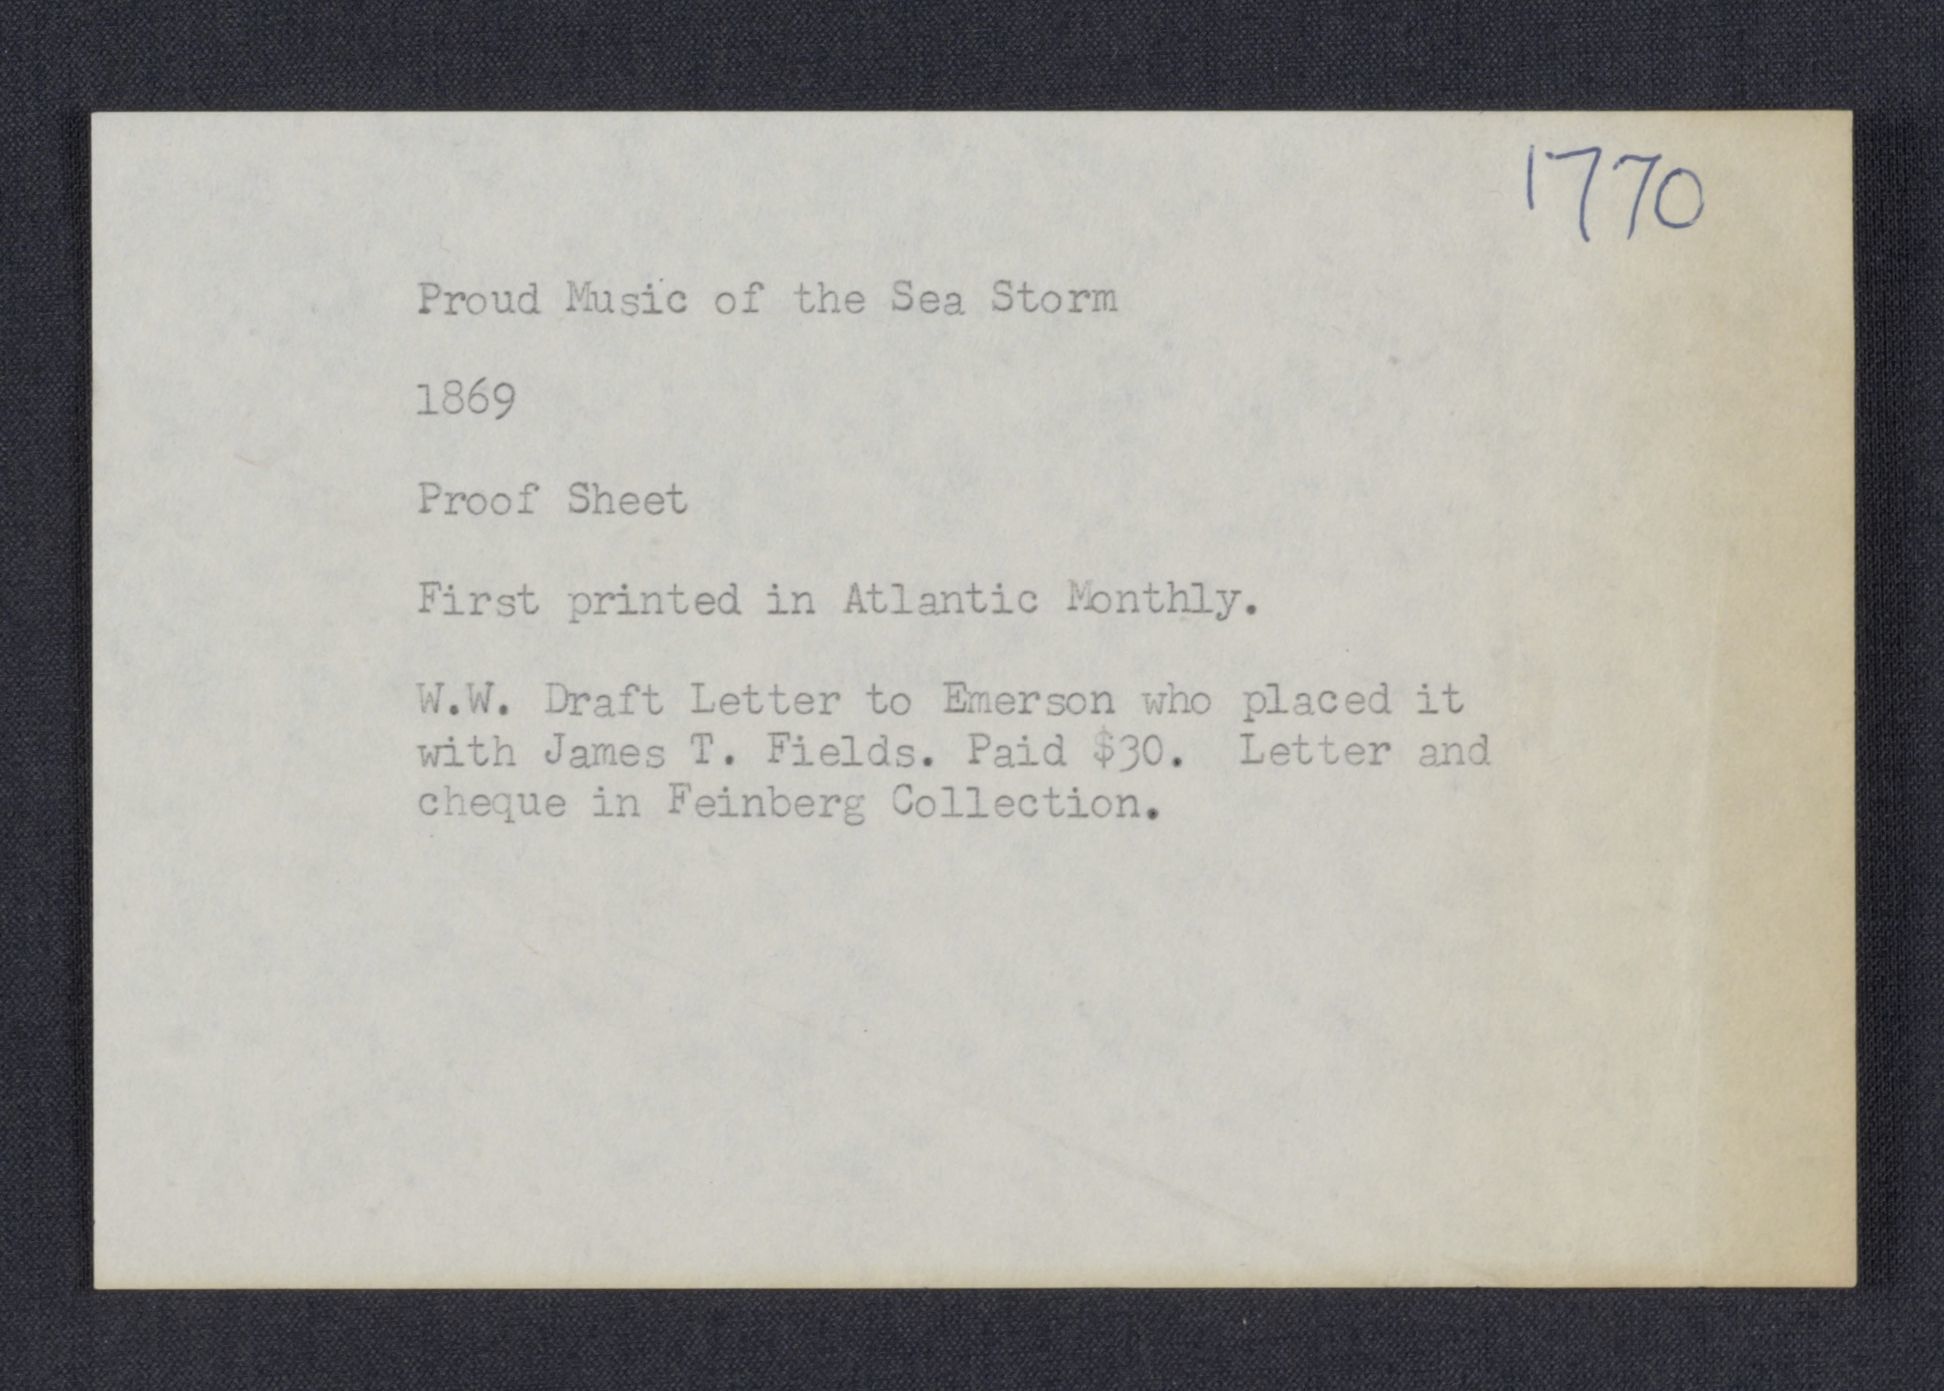 1770
Proud Music of the Sea Storm
1869
Proof Sheet
First printed in Atlantic Monthly.
W.W. Draft Letter to Emerson who placed it
with James T. Fields. Paid $30. Letter and
cheque in Feinberg Collection.